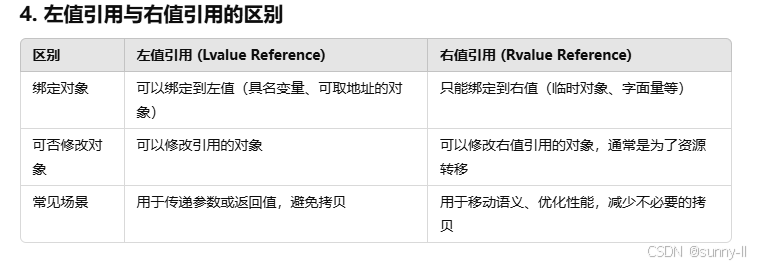 4. 左值引用与右值引用的区别
区别 左值引用 (Lvalue Reference) 右值引用 (Rvalue Reference)
绑定对象 可以绑定到左值（具名变量、可取地址的对 只能绑定到右值（临时对象、字面量等）
象）
可否修改对 可以修改引用的对象 可以修改右值引用的对象，通常是为了资源
象 转移
常见场景 用于传递参数或返回值，避免拷贝 用于移动语义、优化性能，减少不必要的拷
贝
CSDN @sunny-ll